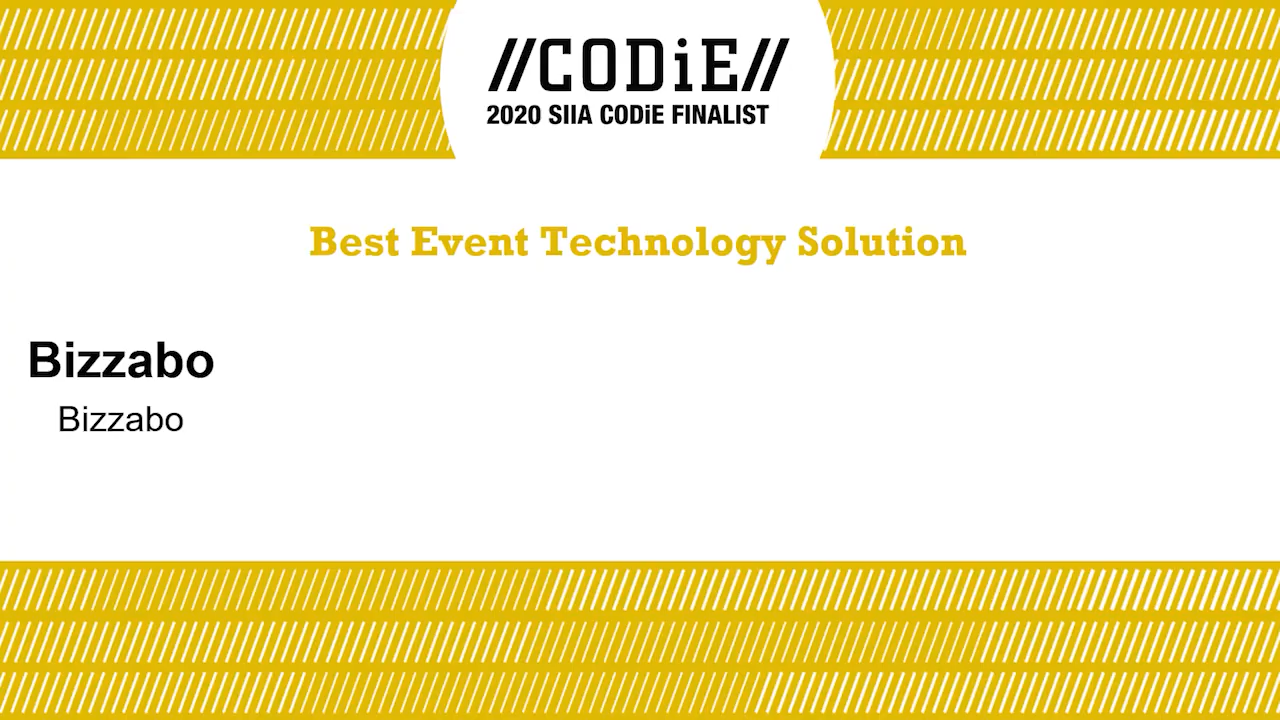 //CODiE//
2020 SIIA CODiE FINALIST
Best Event Technology Solution
Bizzabo
Bizzabo